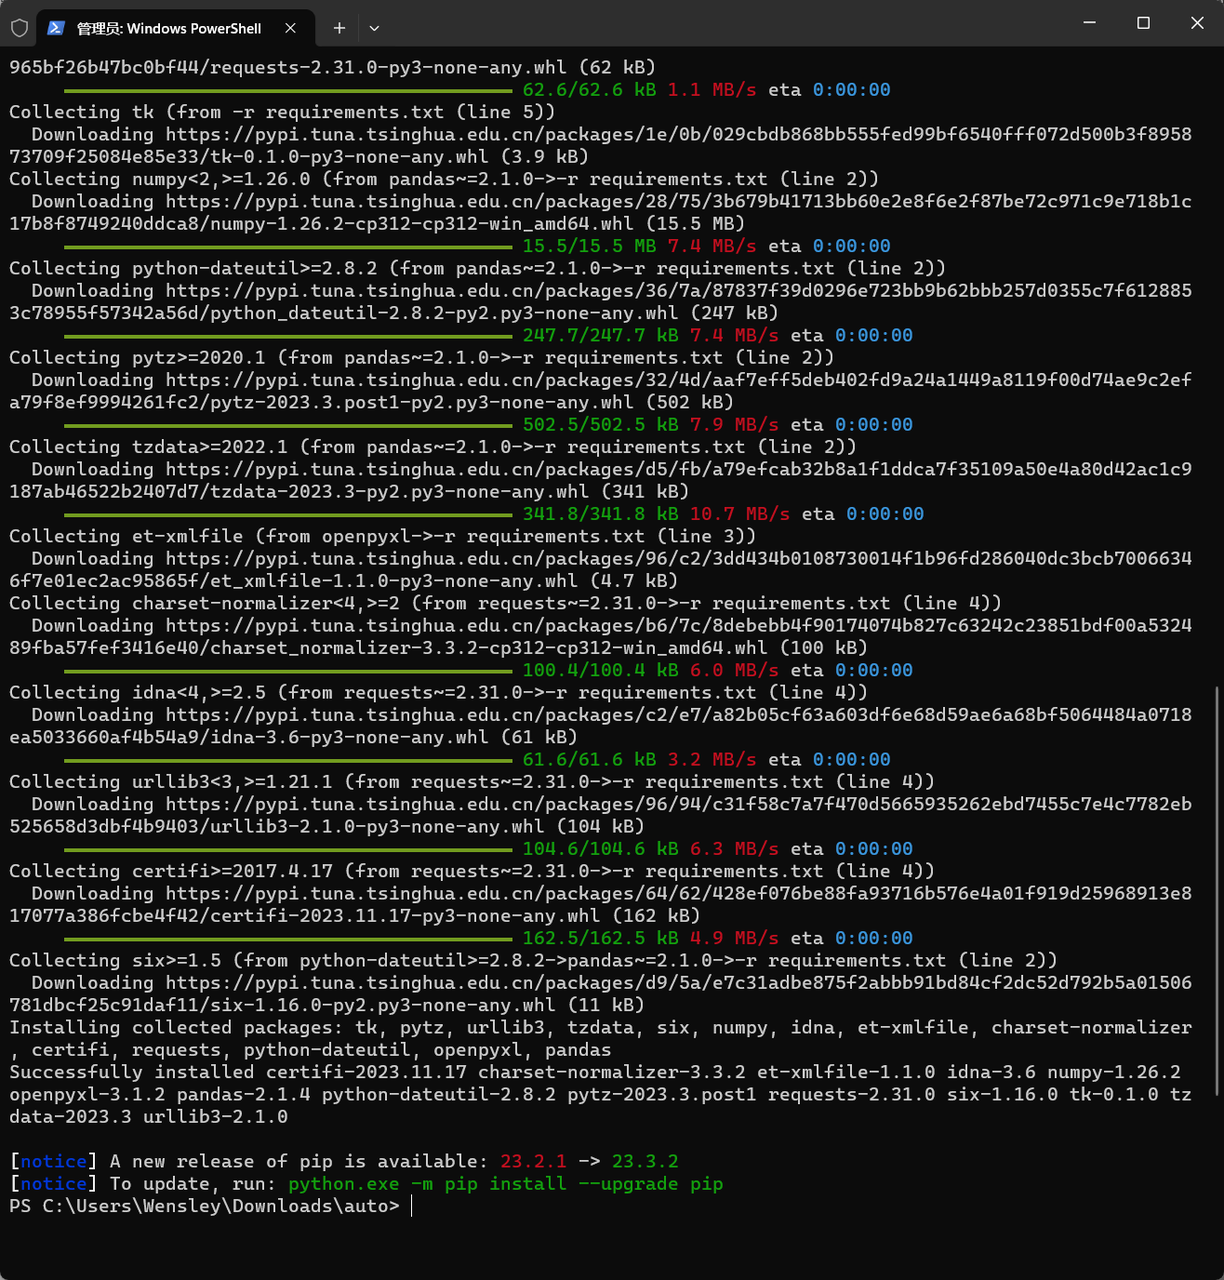 管理员: Windows PowerShell
965bf26b47bc0bf44/requests-2.31.0-py3-none-any.whl (62 kB)
62.6/62.6 kB 1.1 MB/s eta 0:00:00
Collecting tk (from -r requirements.txt (line 5))
Downloading https://pypi.tuna.tsinghua.edu.cn/packages/1e/0b/029cbdb868bb555fed99bf6540fff072d500b3f8958
73709f25084e85e33/tk-0.1.0-py3-none-any.whl (3.9 kB)
Collecting numpy<2,>=1.26.0 (from pandas~=2.1.0->-r requirements.txt (line 2))
Downloading https://pypi.tuna.tsinghua.edu.cn/packages/28/75/3b679b41713bb60e2e8f6e2f87be72c971c9e718b1c
17b8f8749240ddca8/numpy-1.26.2-cp312-cp312-win_amd64.whl (15.5 MB)
15.5/15.5 MB 7.4 MB/s eta 0:00:00
Collecting python-dateutil>=2.8.2 (from pandas~=2.1.0->-r requirements.txt (line 2))
Downloading https://pypi.tuna.tsinghua.edu.cn/packages/36/7a/87837f39d0296e723bb9b62bbb257d0355c7f6128853
3c78955f57342a56d/python_dateutil-2.8.2-py2.py3-none-any.whl (247 kB)
247.7/247.7 kB 7.4 MB/s eta 0:00:00
Collecting pytz>=2020.1 (from pandas~=2.1.0->-r requirements.txt (line 2))
Downloading https://pypi.tuna.tsinghua.edu.cn/packages/32/4d/aaf7eff5deb402fd9a24a1449a8119f00d74ae9c2ef
a79f8ef9994261fc2/pytz-2023.3.post1-py2.py3-none-any.whl (502 kB)
502.5/502.5 kB 7.9 MB/s eta 0:00:00
Collecting tzdata>=2022.1 (from pandas~=2.1.0->-r requirements.txt (line 2))
Downloading https://pypi.tuna.tsinghua.edu.cn/packages/d5/fb/a79efcab32b8a1f1ddca7f35109a50e4a80d42ac1c9
187ab46522b2407d7/tzdata-2023.3-py2.py3-none-any.whl (341 kB)
341.8/341.8 kB 10.7 MB/s eta 0:00:00
Collecting et-xmlfile (from openpyxl->-r requirements.txt (line 3))
Downloading https://pypi.tuna.tsinghua.edu.cn/packages/96/c2/3dd434b0108730014f1b96fd286040dc3bcb70066346
6f7e01ec2ac95865f/et_xmlfile-1.1.0-py3-none-any.whl (4.7 kB)
Collecting charset-normalizer<4,>=2 (from requests~=2.31.0->-r requirements.txt (line 4))
Downloading https://pypi.tuna.tsinghua.edu.cn/packages/b6/7c/8debebb4f90174074b827c63242c23851bdf00a5324
89fba57fef3416e40/charset_normalizer-3.3.2-cp312-cp312-win_amd64.whl (100 kB)
100.4/100.4 kB 6.0 MB/s eta 0:00:00
Collecting idna<4,>=2.5 (from requests~=2.31.0->-r requirements.txt (line 4))
Downloading https://pypi.tuna.tsinghua.edu.cn/packages/c2/e7/a82b05cf63a603df6e68d59ae6a68bf5064484a0718
ea5033660af4b54a9/idna-3.6-py3-none-any.whl (61 kB)
61.6/61.6 kB 3.2 MB/s eta 0:00:00
Collecting urllib3<3,>=1.21.1 (from requests~=2.31.0->-r requirements.txt (line 4))
Downloading https://pypi.tuna.tsinghua.edu.cn/packages/96/94/c31f58c7a7f470d5665935262ebd7455c7e4c7782eb
525658d3dbf4b9403/urllib3-2.1.0-py3-none-any.whl (104 kB)
104.6/104.6 kB 6.3 MB/s eta 0:00:00
Collecting certifi>=2017.4.17 (from requests~=2.31.0->-r requirements.txt (line 4))
Downloading https://pypi.tuna.tsinghua.edu.cn/packages/64/62/428ef076be88fa93716b576e4a01f919d25968913e8
17077a386fcbe4f42/certifi-2023.11.17-py3-none-any.whl (162 kB)
162.5/162.5 kB 4.9 MB/s eta 0:00:00
Collecting six>=1.5 (from python-dateutil>=2.8.2->pandas~=2.1.0->-r requirements.txt (line 2))
Downloading https://pypi.tuna.tsinghua.edu.cn/packages/d9/5a/e7c31adbe875f2abbb91bd84cf2dc52d792b5a01506
781dbcf25c91daf11/six-1.16.0-py2.py3-none-any.whl (11 kB)
Installing collected packages: tk, pytz, urllib3, tzdata, six, numpy, idna, et-xmlfile, charset-normalizer
, certifi, requests, python-dateutil, openpyxl, pandas
Successfully installed certifi-2023.11.17 charset-normalizer-3.3.2 et-xmlfile-1.1.0 idna-3.6 numpy-1.26.2
openpyxl-3.1.2 pandas-2.1.4 python-dateutil-2.8.2 pytz-2023.3.post1 requests-2.31.0 six-1.16.0 tk-0.1.0 tz
data-2023.3 urllib3-2.1.0
[notice] A new release of pip is available: 23.2.1 -> 23.3.2
[notice] To update, run: python.exe -m pip install --upgrade pip
PS C:\Users\Wensley\Downloads\auto>